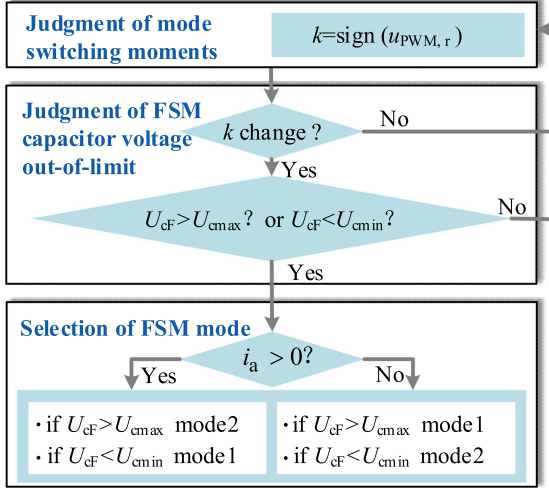 Judgment of mode
switching moments
k=sign (uPWM, r )
Judgment of FSM
capacitor voltage
out-of-limit
k change ?
No
Yes
UcF>Ucmax? or UcF<Ucmin?
No
Yes
Selection of FSM mode
ia > 0?
Yes
No
· if UcF>Ucmax mode2
· if UcF<Ucmin mode1
· if UcF>Ucmax mode1
· if UcF<Ucmin mode2